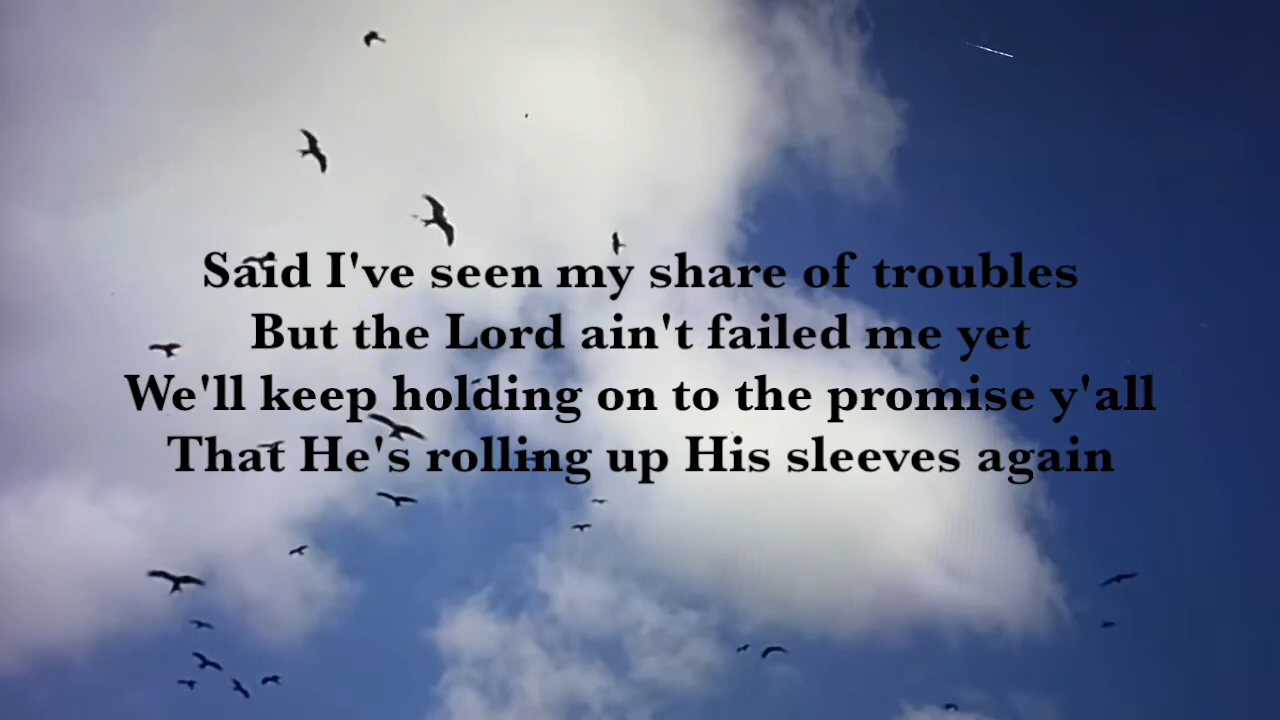 Said I've seen my share of troubles
But the Lord ain't failed me yet
We'll keep holding on to the promise y'all
That He's rolling up His sleeves again